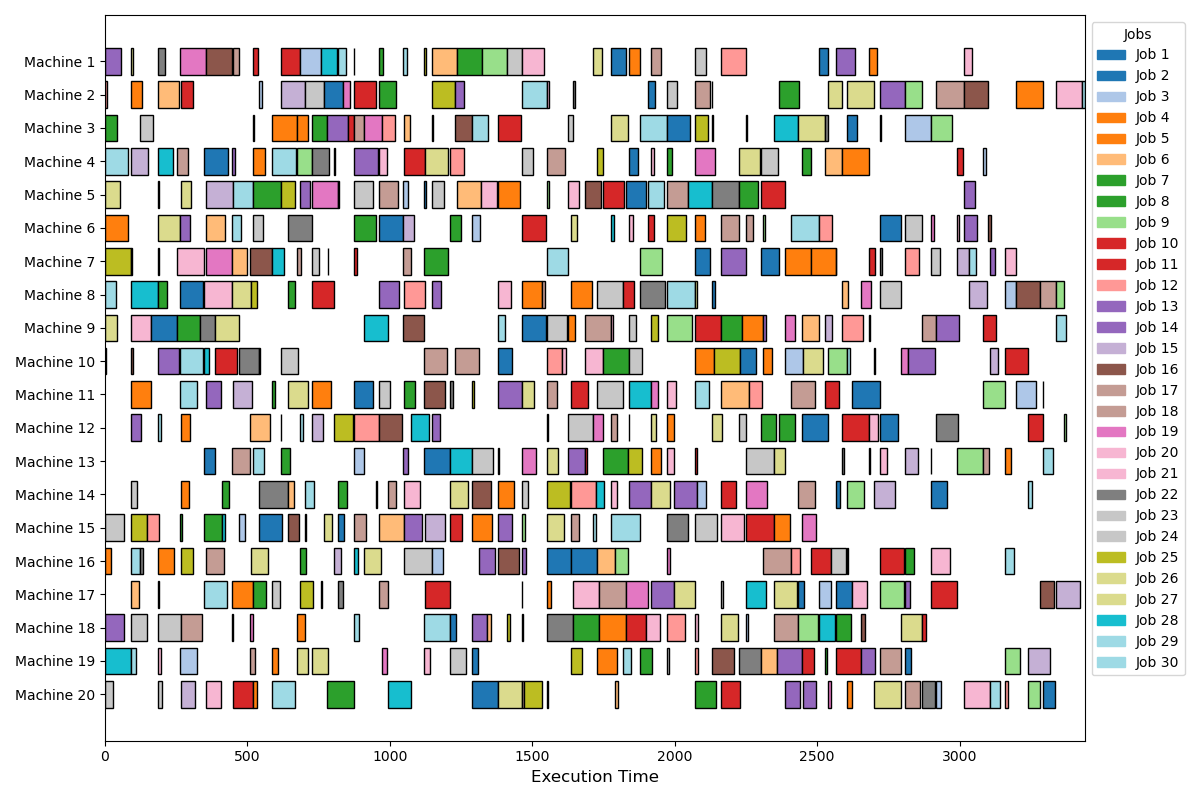 Machine 1
Machine 2
Machine 3
Machine 4
Machine 5
Machine 6
Machine 7
Machine 8
Machine 9
Machine 10
Machine 11
Machine 12
Machine 13
Machine 14
Machine 15
Machine 16
Machine 17
Machine 18
Machine 19
Machine 20
0 500 1000 1500 2000 2500 3000
Execution Time
Jobs
Job 1
Job 2
Job 3
Job 4
Job 5
Job 6
Job 7
Job 8
Job 9
Job 10
Job 11
Job 12
Job 13
Job 14
Job 15
Job 16
Job 17
Job 18
Job 19
Job 20
Job 21
Job 22
Job 23
Job 24
Job 25
Job 26
Job 27
Job 28
Job 29
Job 30